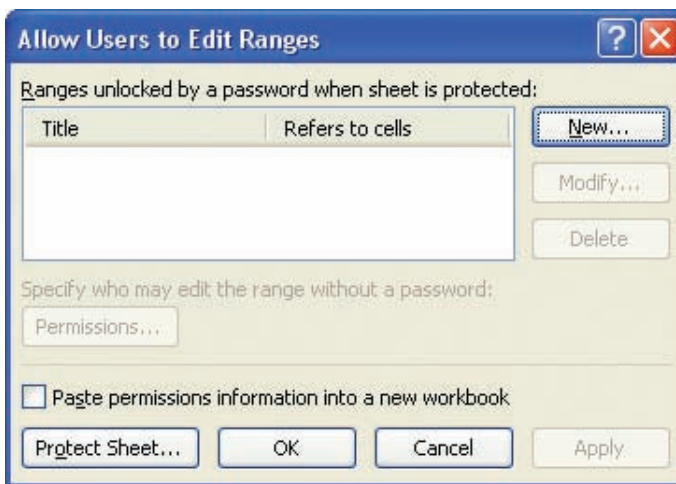 Allow Users to Edit Ranges
Ranges unlocked by a password when sheet is protected:
Title Refers to cells
New...
Modify...
Delete
Specify who may edit the range without a password:
Permissions...
Paste permissions information into a new workbook
Protect Sheet... OK Cancel Apply